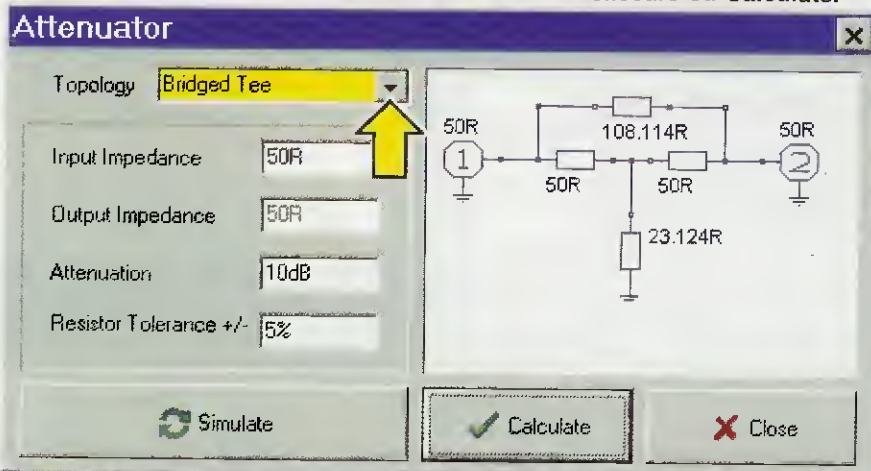 Attenuator
Topology Bridged Tee
Input Impedance 50R
Output Impedance 50R
Attenuation 10dB
Resistor Tolerance +/- 5%
50R
1
108.114R
50R
50R
23.124R
50R
2
Simulate
Calculate
Close